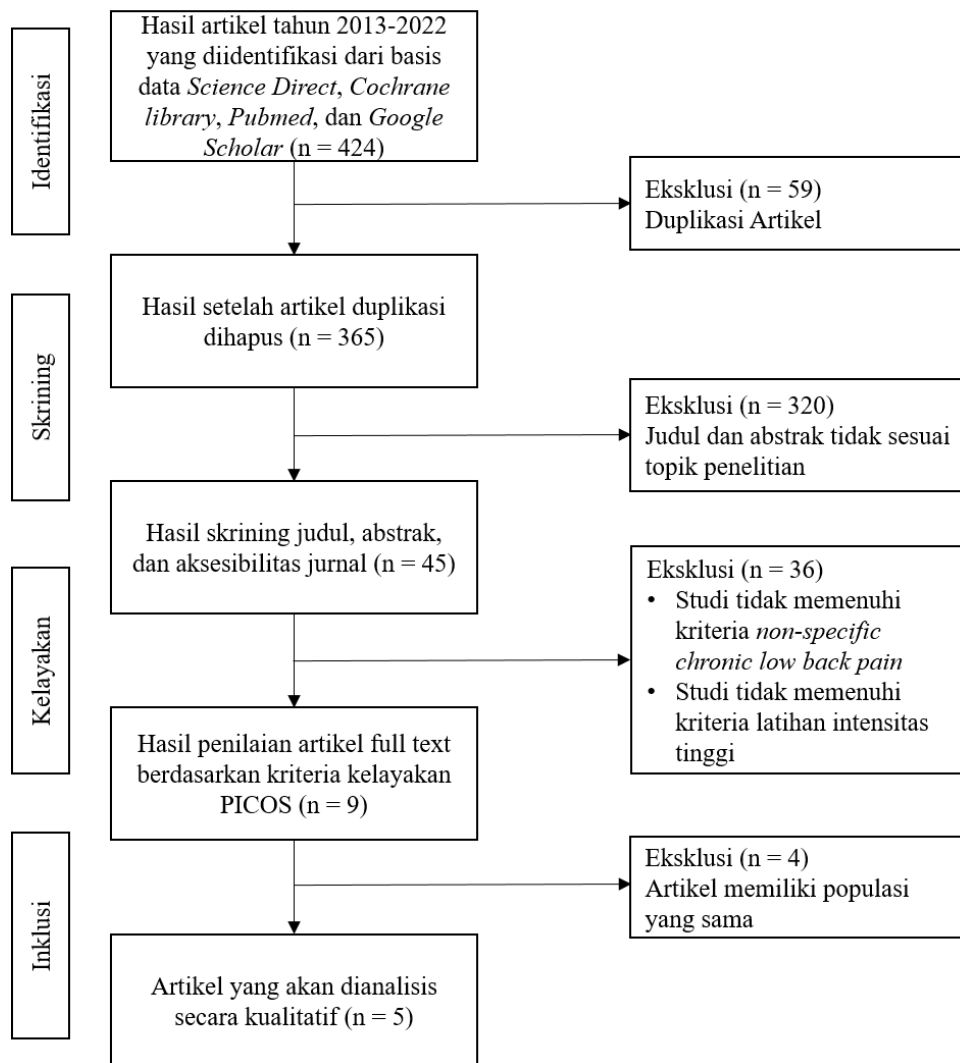 Identifikasi
Hasil artikel tahun 2013-2022
yang diidentifikasi dari basis
data Science Direct, Cochrane
library, Pubmed, dan Google
Scholar (n = 424)
Eksklusi (n = 59)
Duplikasi Artikel
Skrining
Hasil setelah artikel duplikasi
dihapus (n = 365)
Eksklusi (n = 320)
Judul dan abstrak tidak sesuai
topik penelitian
Hasil skrining judul, abstrak,
dan aksesibilitas jurnal (n = 45)
Kelayakan
Eksklusi (n = 36)
• Studi tidak memenuhi
kriteria non-specific
chronic low back pain
• Studi tidak memenuhi
kriteria latihan intensitas
tinggi
Hasil penilaian artikel full text
berdasarkan kriteria kelayakan
PICOS (n = 9)
Inklusi
Eksklusi (n = 4)
Artikel memiliki populasi
yang sama
Artikel yang akan dianalisis
secara kualitatif (n = 5)